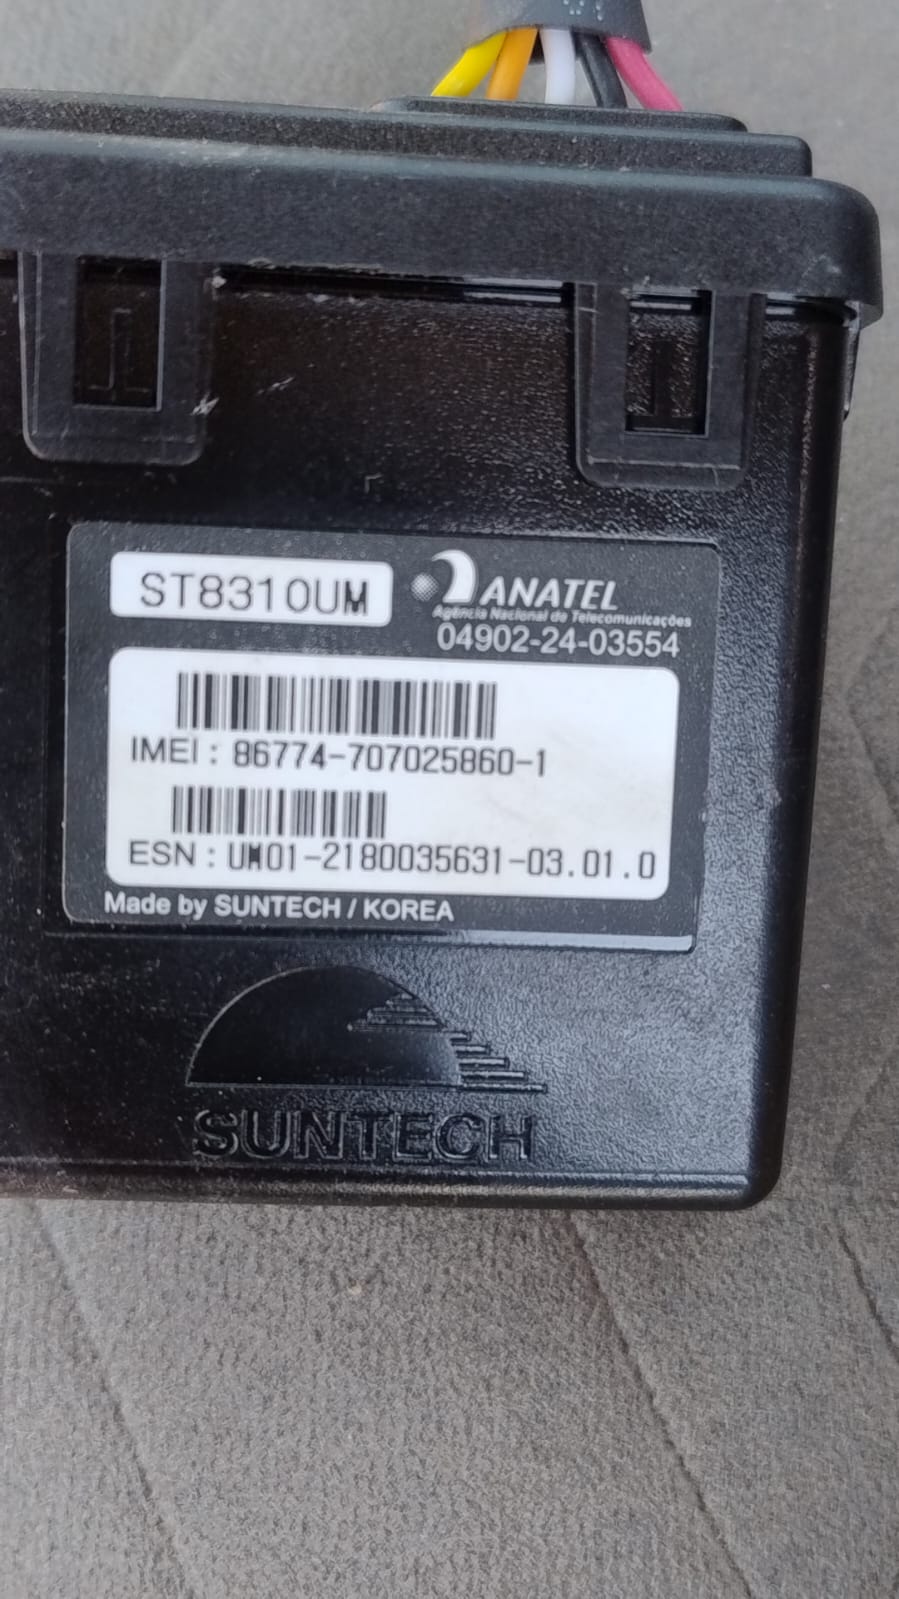 ST8310UM
ANATEL
Agência Nacional de Telecomunicações
04902-24-03554
IMEI : 86774-707025860-1
ESN : UM01-2180035631-03.01.0
Made by SUNTECH / KOREA
SUNTECH